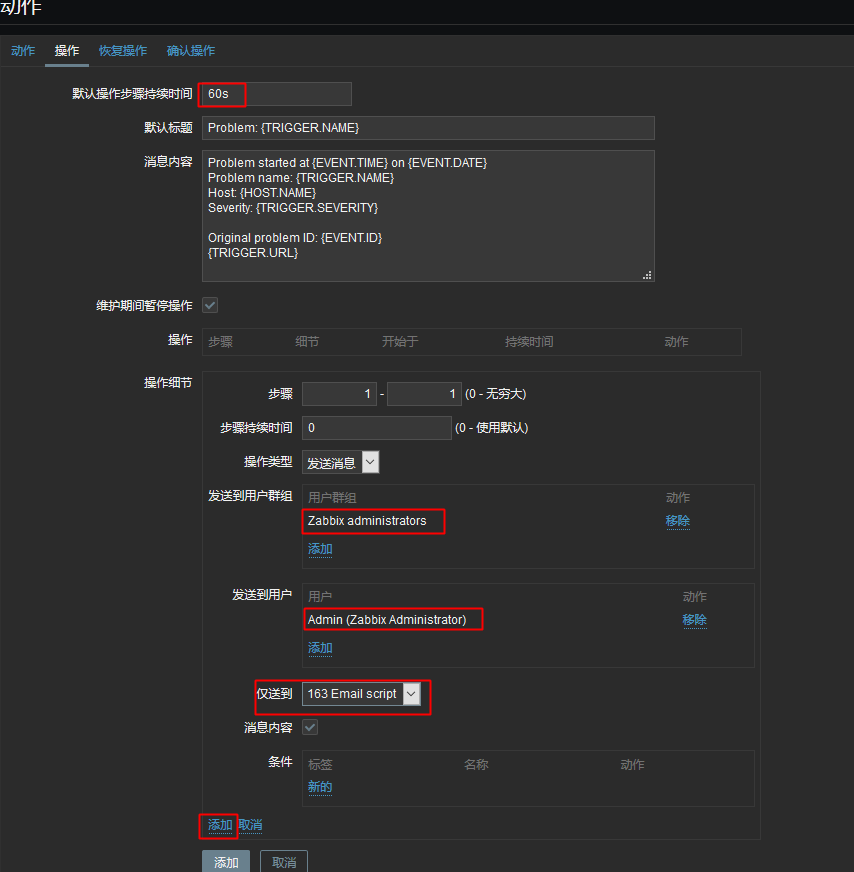 动作
动作 操作 恢复操作 确认操作
默认操作步骤持续时间 60s
默认标题 Problem: {TRIGGER.NAME}
消息内容 Problem started at {EVENT.TIME} on {EVENT.DATE}
Problem name: {TRIGGER.NAME}
Host: {HOST.NAME}
Severity: {TRIGGER.SEVERITY}
Original problem ID: {EVENT.ID}
{TRIGGER.URL}
维护期间暂停操作
操作 步骤 细节 开始于 持续时间 动作
操作细节
步骤 1 - 1 (0 - 无穷大)
步骤持续时间 0 (0 - 使用默认)
操作类型 发送消息
发送到用户群组 用户群组 动作
Zabbix administrators 移除
添加
发送到用户 用户 动作
Admin (Zabbix Administrator) 移除
添加
仅送到 163 Email script
消息内容
条件 标签 名称 动作
新的
添加 取消
添加 取消